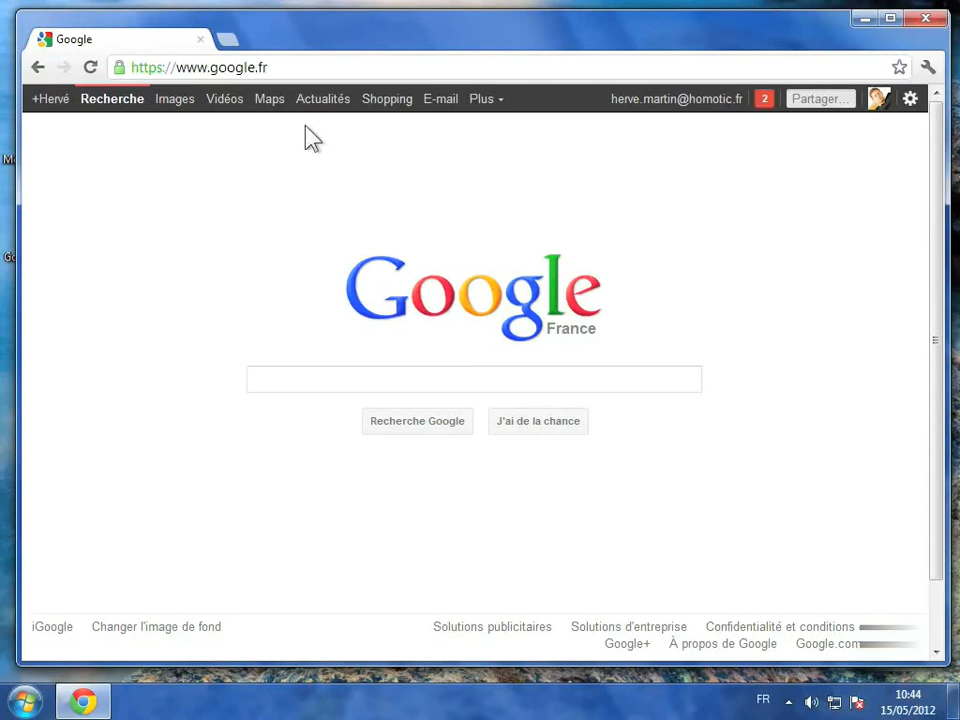 Google
https://www.google.fr
+Hervé Recherche Images Vidéos Maps Actualités Shopping E-mail Plus herve.martin@homotic.fr 2 Partager...
Google
France
Recherche Google J'ai de la chance
iGoogle Changer l'image de fond Solutions publicitaires Solutions d'entreprise Confidentialité et conditions
Google+ À propos de Google Google.com
FR
10:44
15/05/2012